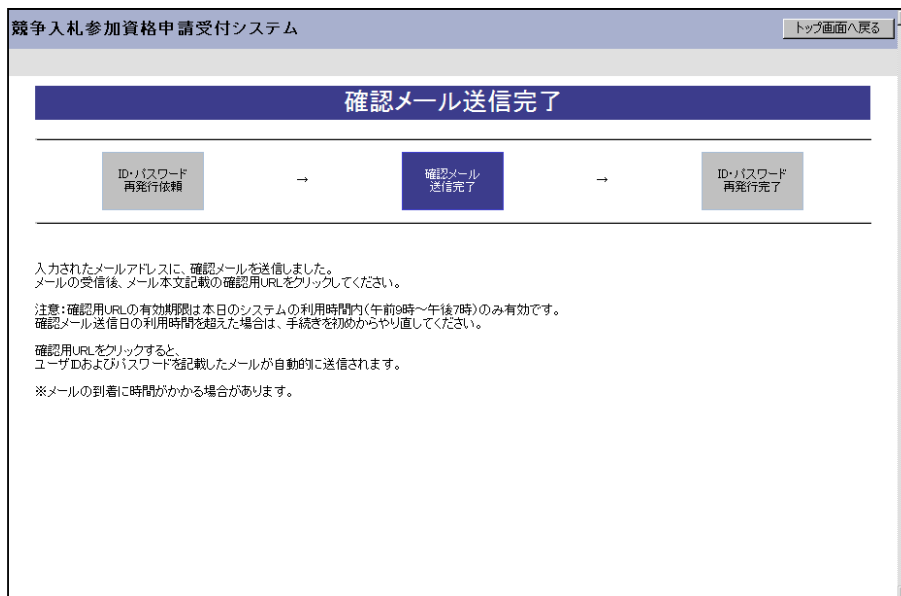 競争入札参加資格申請受付システム
トップ画面へ戻る
確認メール送信完了
ID・パスワード
再発行依頼
→
確認メール
送信完了
→
ID・パスワード
再発行完了
入力されたメールアドレスに、確認メールを送信しました。
メールの受信後、メール本文記載の確認用URLをクリックしてください。
注意：確認用URLの有効期限は本日のシステムの利用時間内（午前9時～午後7時）のみ有効です。
確認メール送信日の利用時間を超えた場合は、手続きを初めからやり直してください。
確認用URLをクリックすると、
ユーザIDおよびパスワードを記載したメールが自動的に送信されます。
※メールの到着に時間がかかる場合があります。